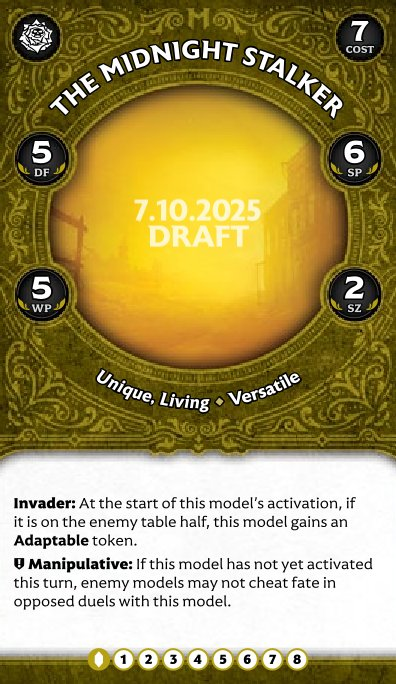 7
COST
THE MIDNIGHT STALKER
5
DF
6
SP
7.10.2025
DRAFT
5
WP
2
SZ
Unique, Living ⬥ Versatile
Invader: At the start of this model's activation, if
it is on the enemy table half, this model gains an
Adaptable token.
Manipulative: If this model has not yet activated
this turn, enemy models may not cheat fate in
opposed duels with this model.
1 2 3 4 5 6 7 8